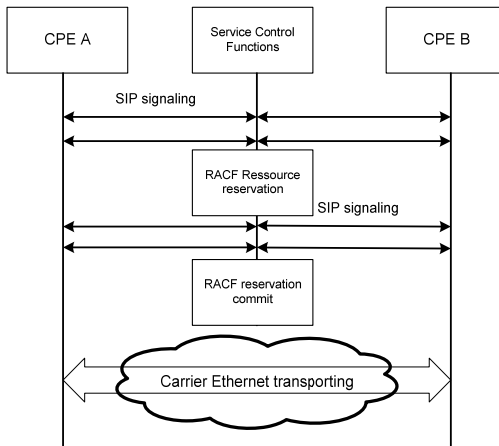 CPE A
Service Control
Functions
CPE B
SIP signaling
RACF Ressource
reservation
SIP signaling
RACF reservation
commit
Carrier Ethernet transporting